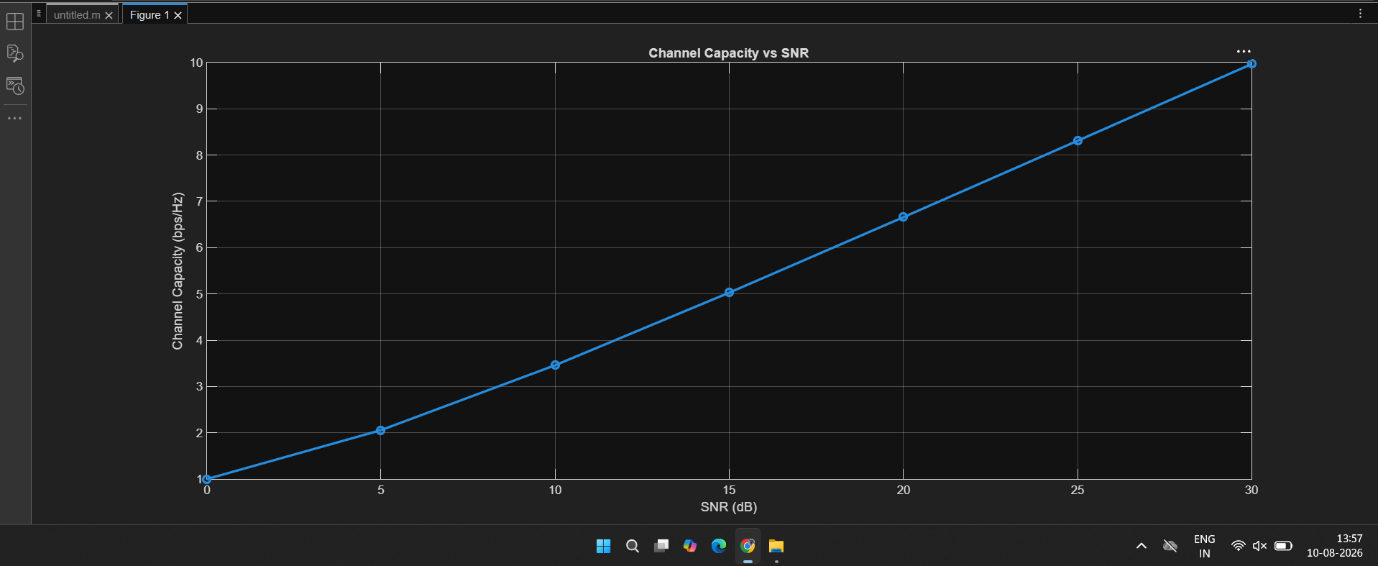 untitled.m
Figure 1
Channel Capacity vs SNR
10
9
8
7
6
5
4
3
2
1
Channel Capacity (bps/Hz)
0 5 10 15 20 25 30
SNR (dB)
ENG
IN
13:57
10-08-2026